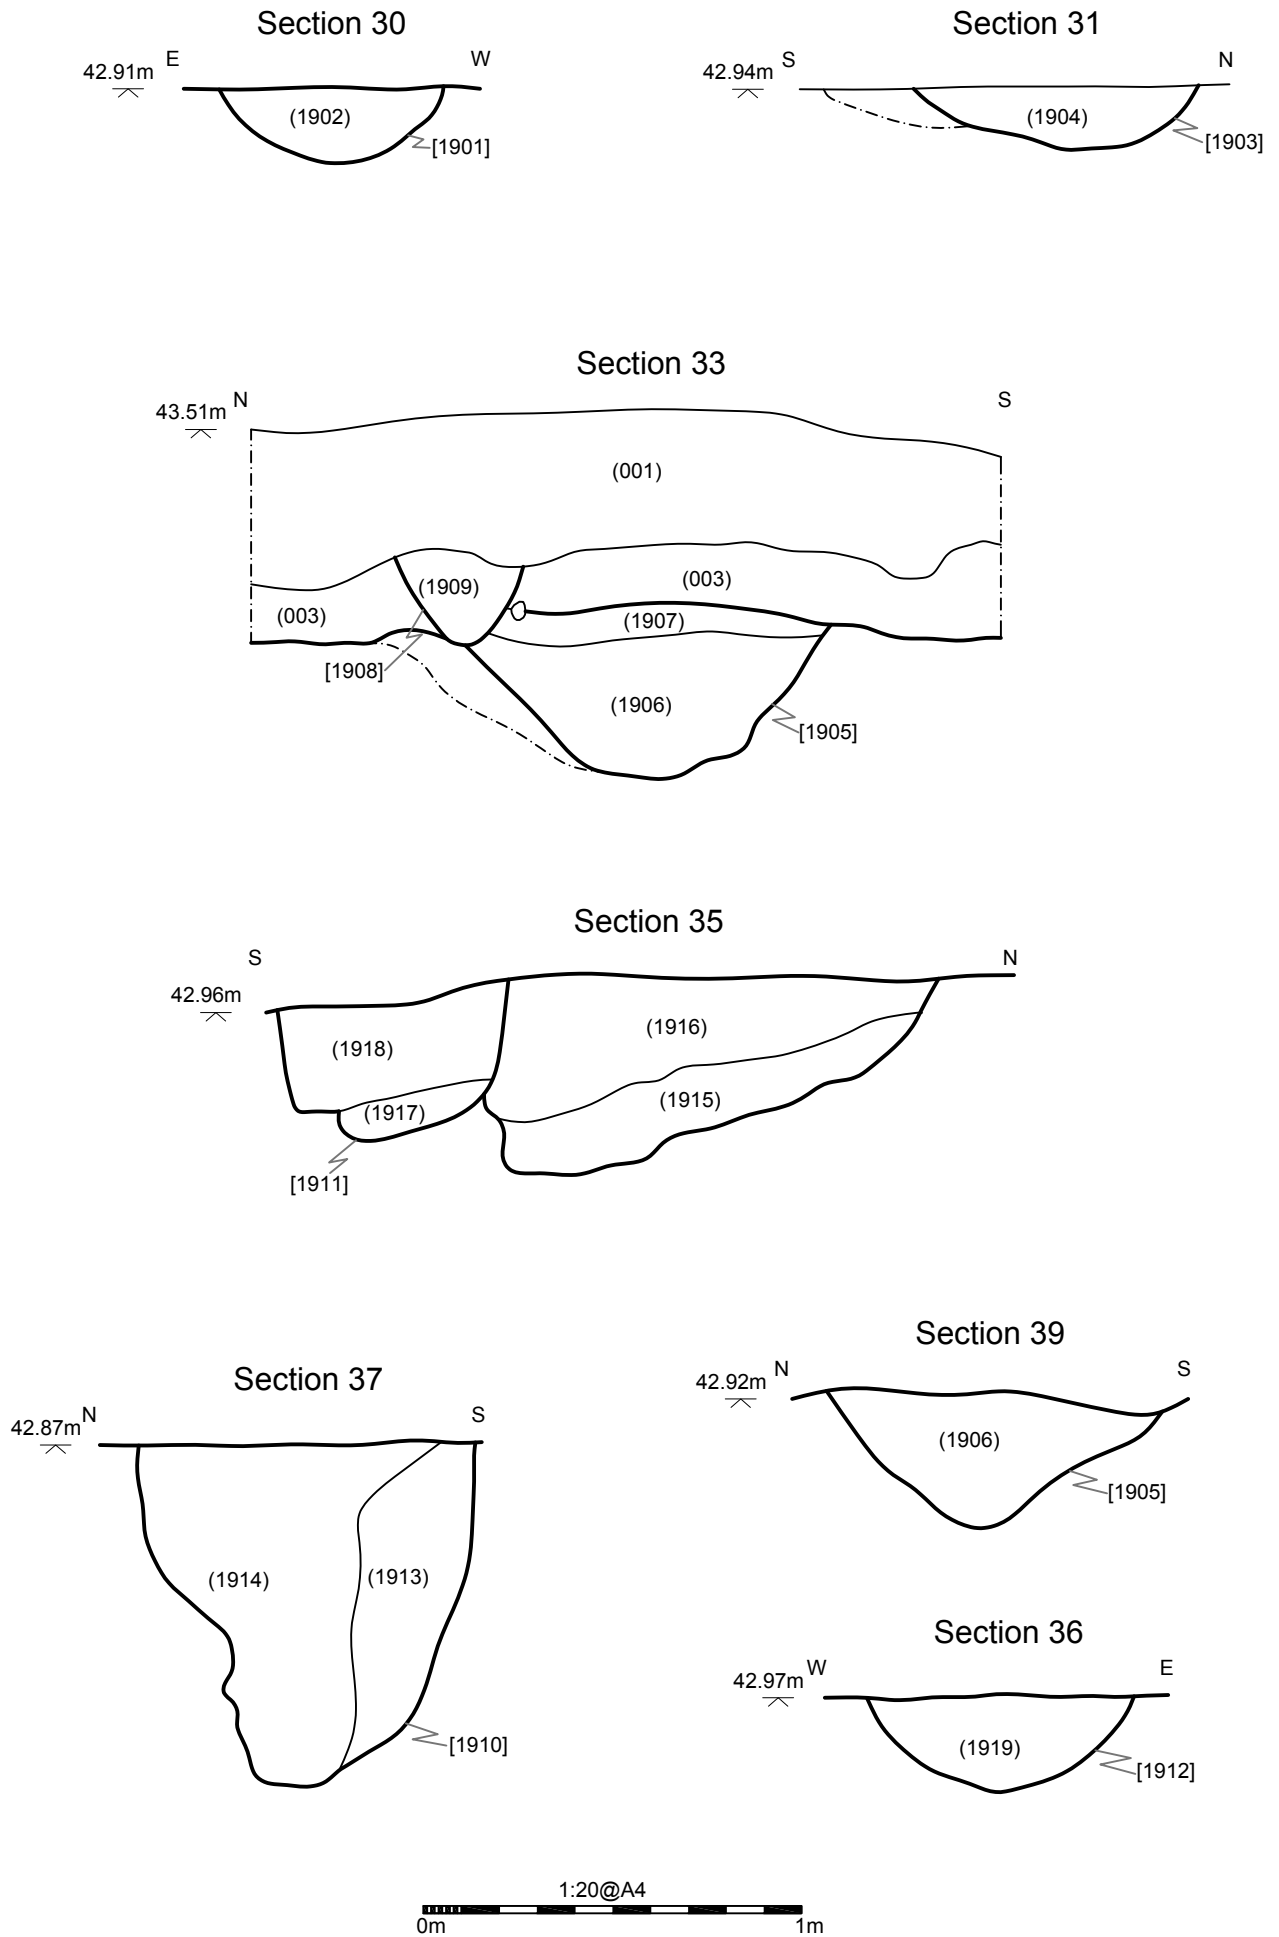 Section 30
E W
42.91m
(1902)
[1901]
Section 31
S N
42.94m
(1904)
[1903]
Section 33
N S
43.51m
(001)
(1909)
(003)
(003)
(1907)
[1908]
(1906)
[1905]
Section 35
S N
42.96m
(1916)
(1918)
(1915)
(1917)
[1911]
Section 37
N S
42.87m
(1914)
(1913)
[1910]
Section 39
N S
42.92m
(1906)
[1905]
Section 36
W E
42.97m
(1919)
[1912]
1:20@A4
0m 1m